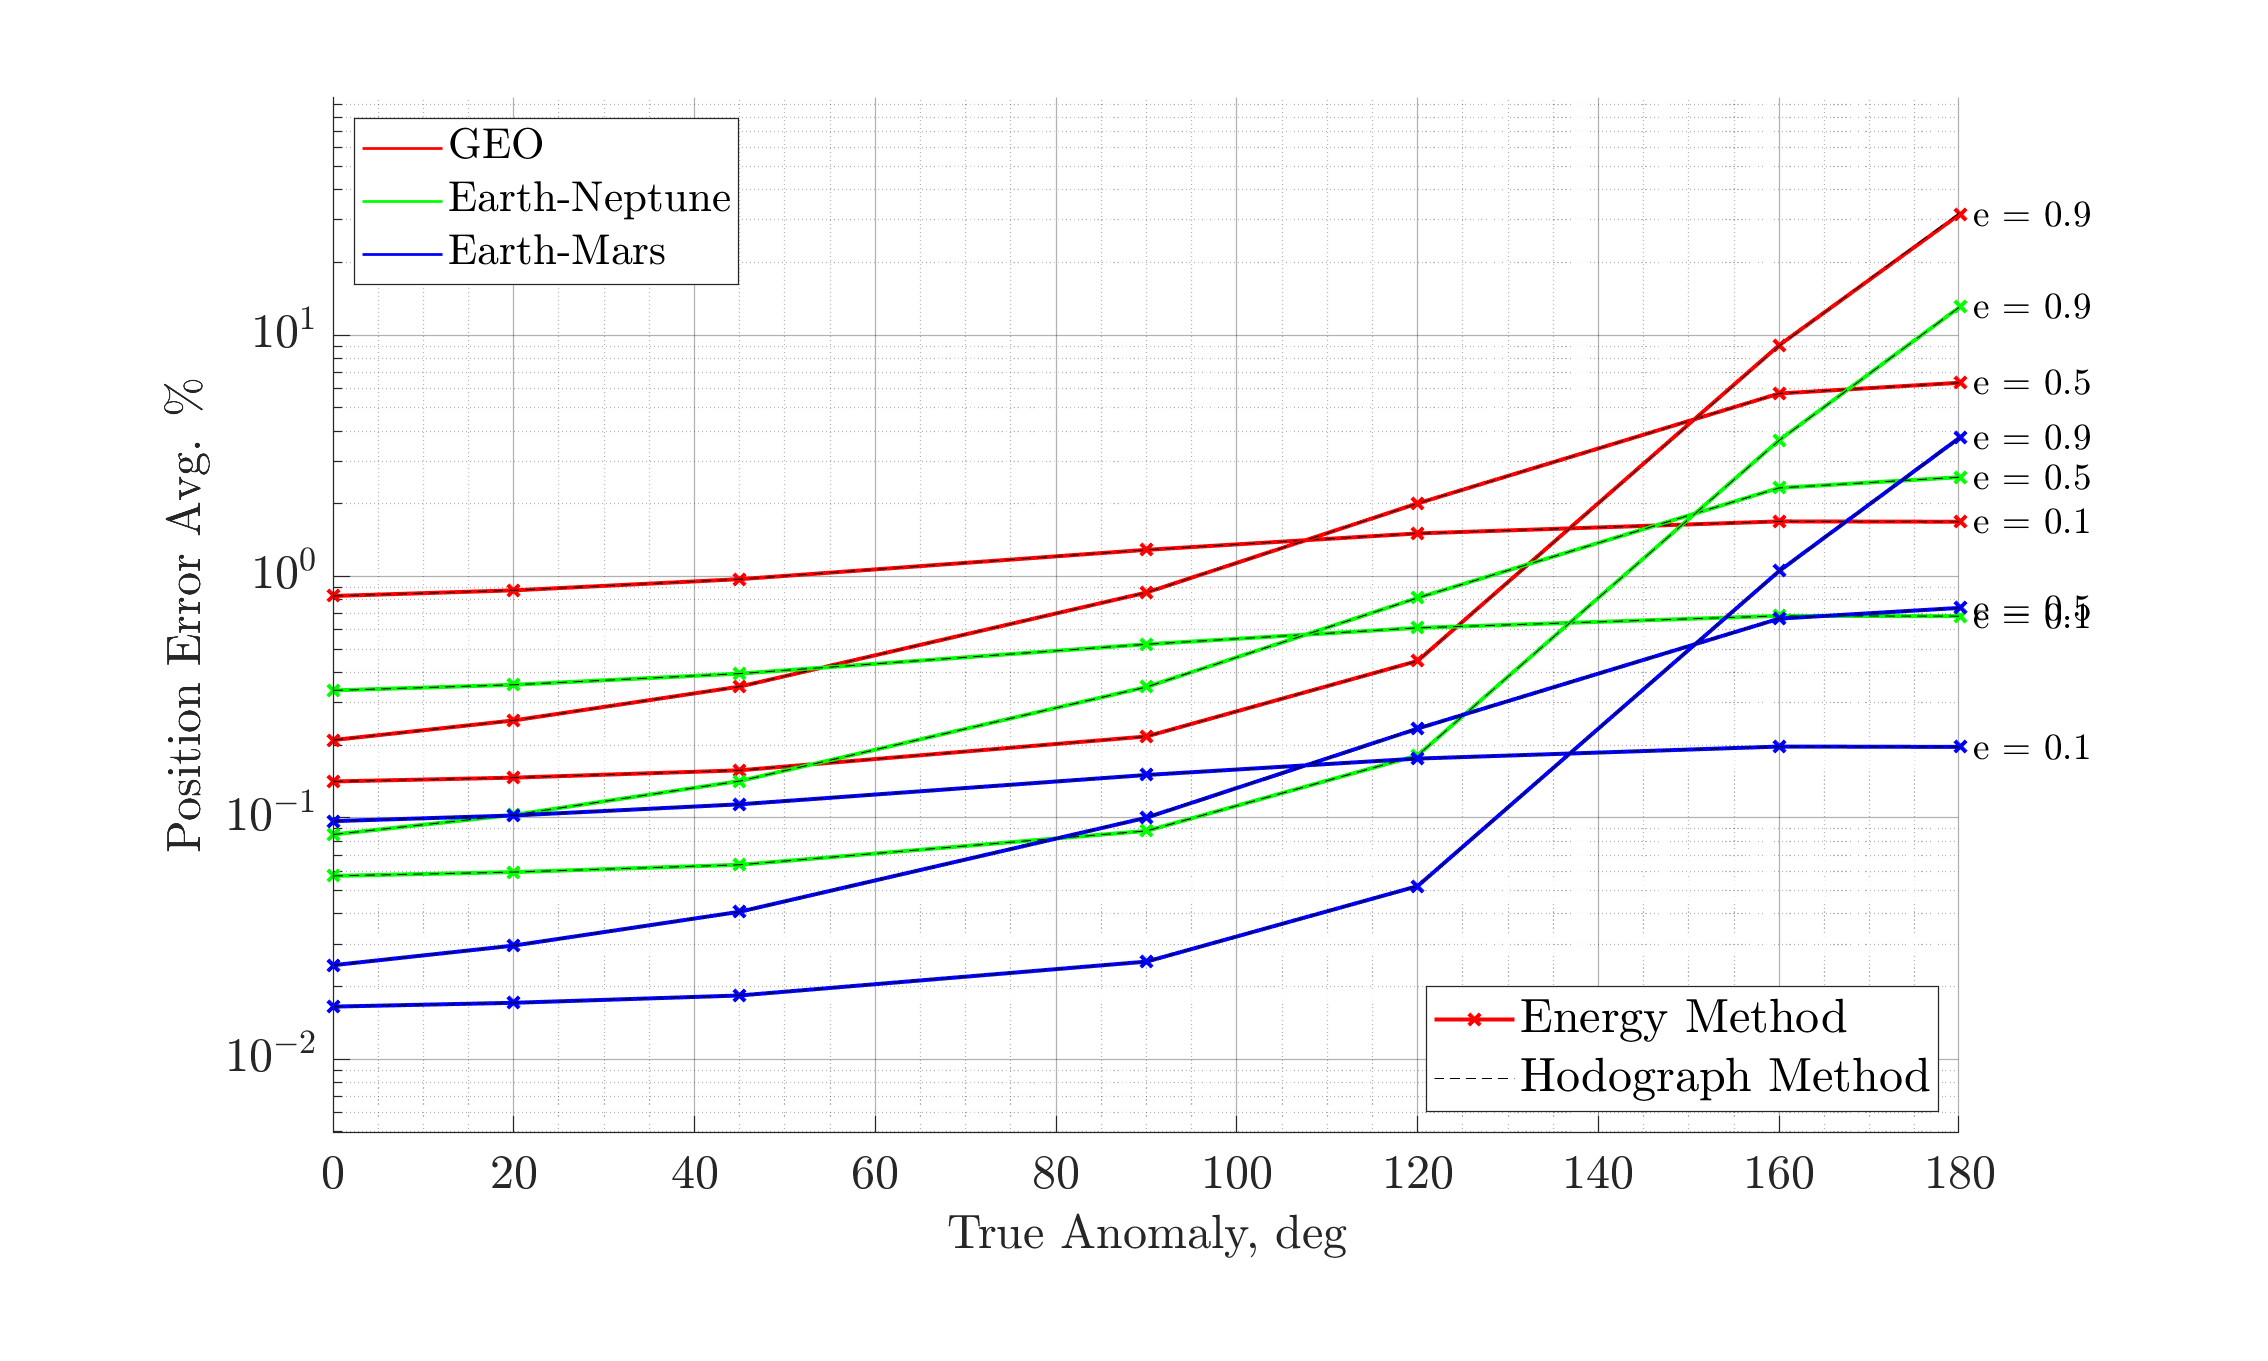 GEO
Earth-Neptune
Earth-Mars
e = 0.9
e = 0.9
e = 0.5
e = 0.9
e = 0.5
e = 0.1
e = 0.5
e = 0.1
e = 0.1
10^1
10^0
10^−1
10^−2
Position Error Avg. %
Energy Method
Hodograph Method
0 20 40 60 80 100 120 140 160 180
True Anomaly, deg